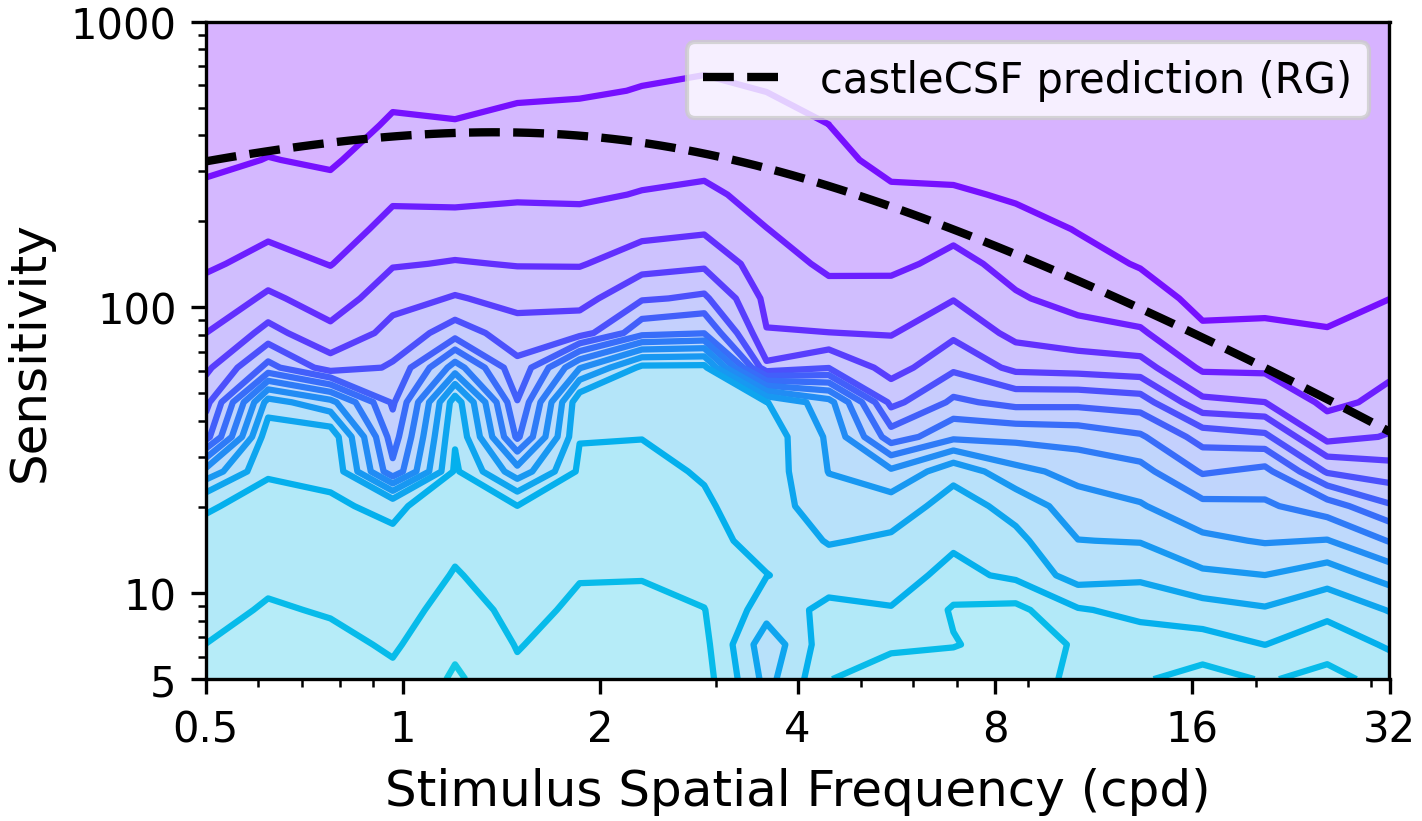 1000
castleCSF prediction (RG)
100
Sensitivity
10
5
0.5 1 2 4 8 16 32
Stimulus Spatial Frequency (cpd)